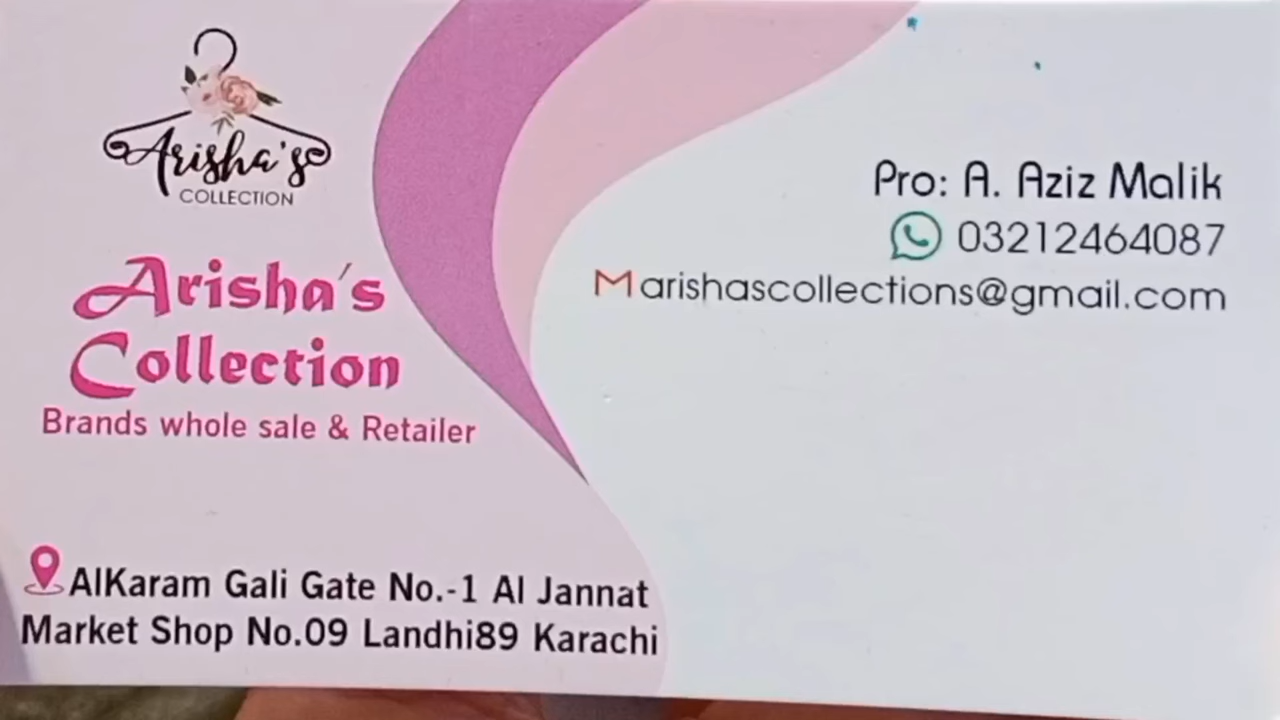 Arisha's
COLLECTION
Arisha's
Collection
Brands whole sale & Retailer
AlKaram Gali Gate No.-1 Al Jannat
Market Shop No.09 Landhi89 Karachi
Pro: A. Aziz Malik
03212464087
arishascollections@gmail.com